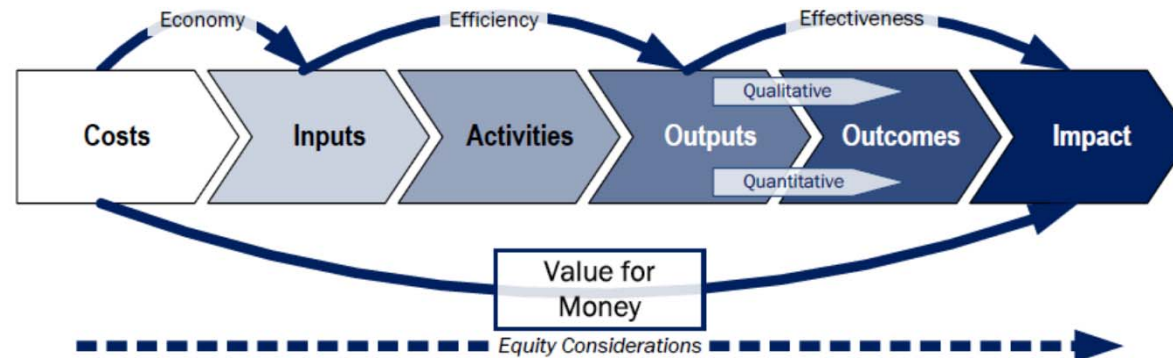 Economy
Efficiency
Effectiveness
Costs
Inputs
Activities
Outputs
Outcomes
Impact
Qualitative
Quantitative
Value for
Money
Equity Considerations